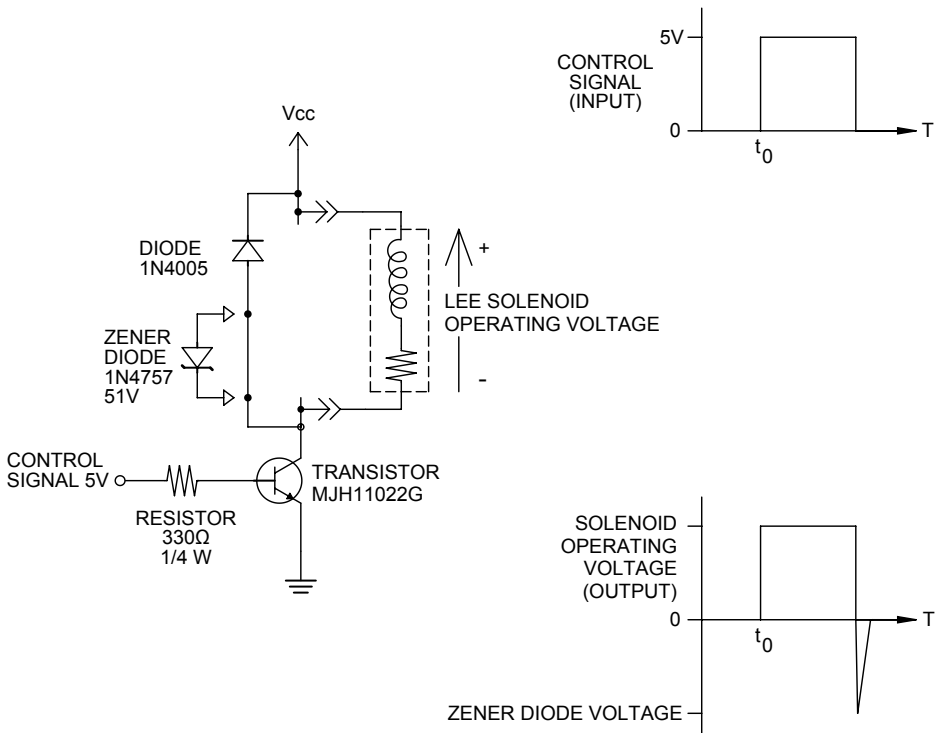 5V
CONTROL
SIGNAL
(INPUT)
0
T
t0
Vcc
DIODE
1N4005
+
LEE SOLENOID
OPERATING VOLTAGE
-
ZENER
DIODE
1N4757
51V
CONTROL
SIGNAL 5V
TRANSISTOR
MJH11022G
RESISTOR
330Ω
1/4 W
SOLENOID
OPERATING
VOLTAGE
(OUTPUT)
0
T
t0
ZENER DIODE VOLTAGE